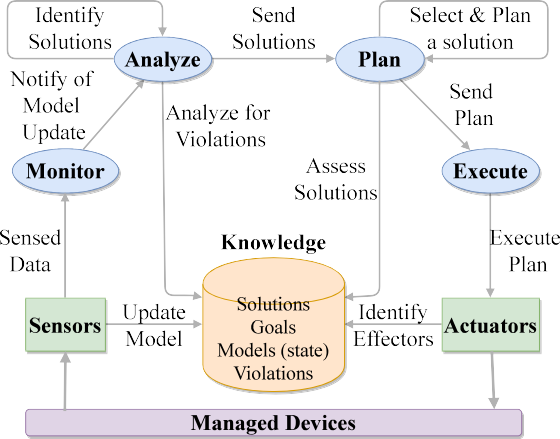 Identify
Solutions
Send
Solutions
Select & Plan
a solution
Analyze
Plan
Notify of
Model
Update
Analyze for
Violations
Send
Plan
Assess
Solutions
Monitor
Execute
Sensed
Data
Knowledge
Execute
Plan
Sensors
Update
Model
Solutions
Goals
Models (state)
Violations
Identify
Effectors
Actuators
Managed Devices